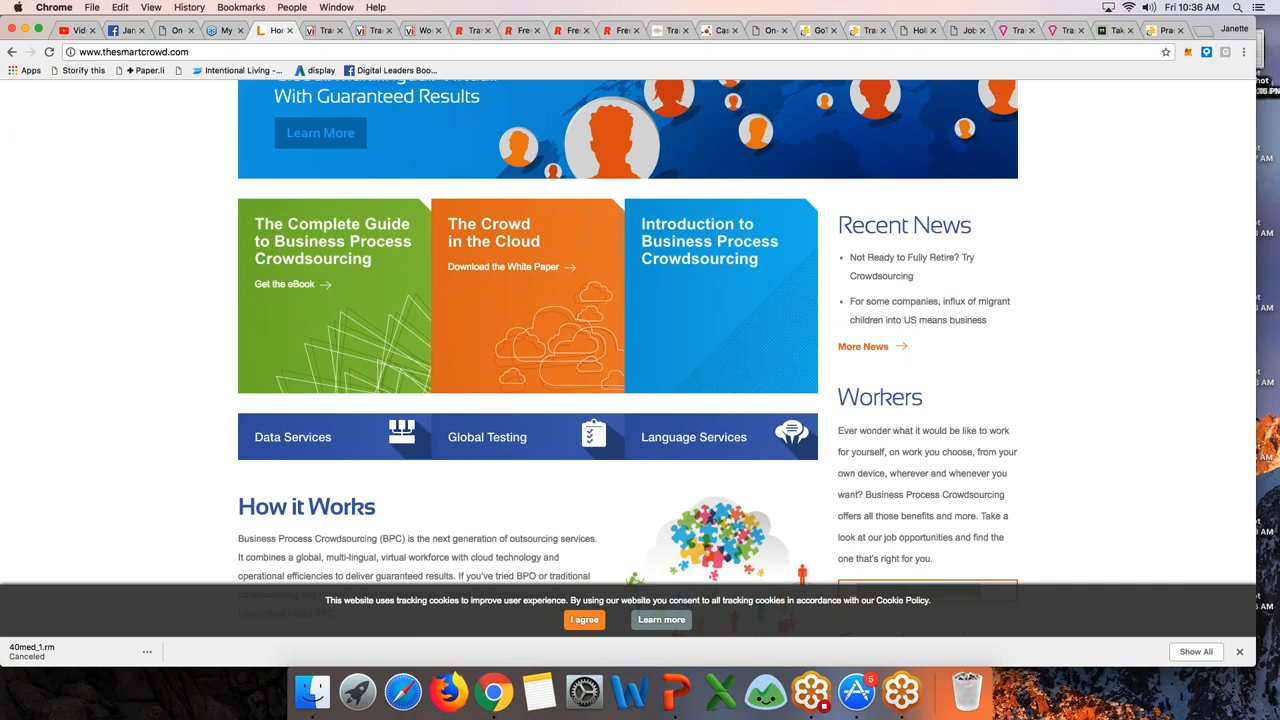 Chrome File Edit View History Bookmarks People Window Help
Fri 10:36 AM
Janette
www.thesmartcrowd.com
Apps Storify this Paper.li Intentional Living -... display Digital Leaders Boo...
With Guaranteed Results
Learn More
The Complete Guide
to Business Process
Crowdsourcing
Get the eBook
The Crowd
in the Cloud
Download the White Paper
Introduction to
Business Process
Crowdsourcing
Recent News
Not Ready to Fully Retire? Try
Crowdsourcing
For some companies, influx of migrant
children into US means business
More News
Data Services
Global Testing
Language Services
Workers
Ever wonder what it would be like to work
for yourself, on work you choose, from your
own device, wherever and whenever you
want? Business Process Crowdsourcing
offers all those benefits and more. Take a
look at our job opportunities and find the
one that's right for you.
How it Works
Business Process Crowdsourcing (BPC) is the next generation of outsourcing services.
It combines a global, multi-lingual, virtual workforce with cloud technology and
operational efficiencies to deliver guaranteed results. If you've tried BPO or traditional
This website uses tracking cookies to improve user experience. By using our website you consent to all tracking cookies in accordance with our Cookie Policy.
I agree
Learn more
40med_1.rm
Canceled
Show All
5